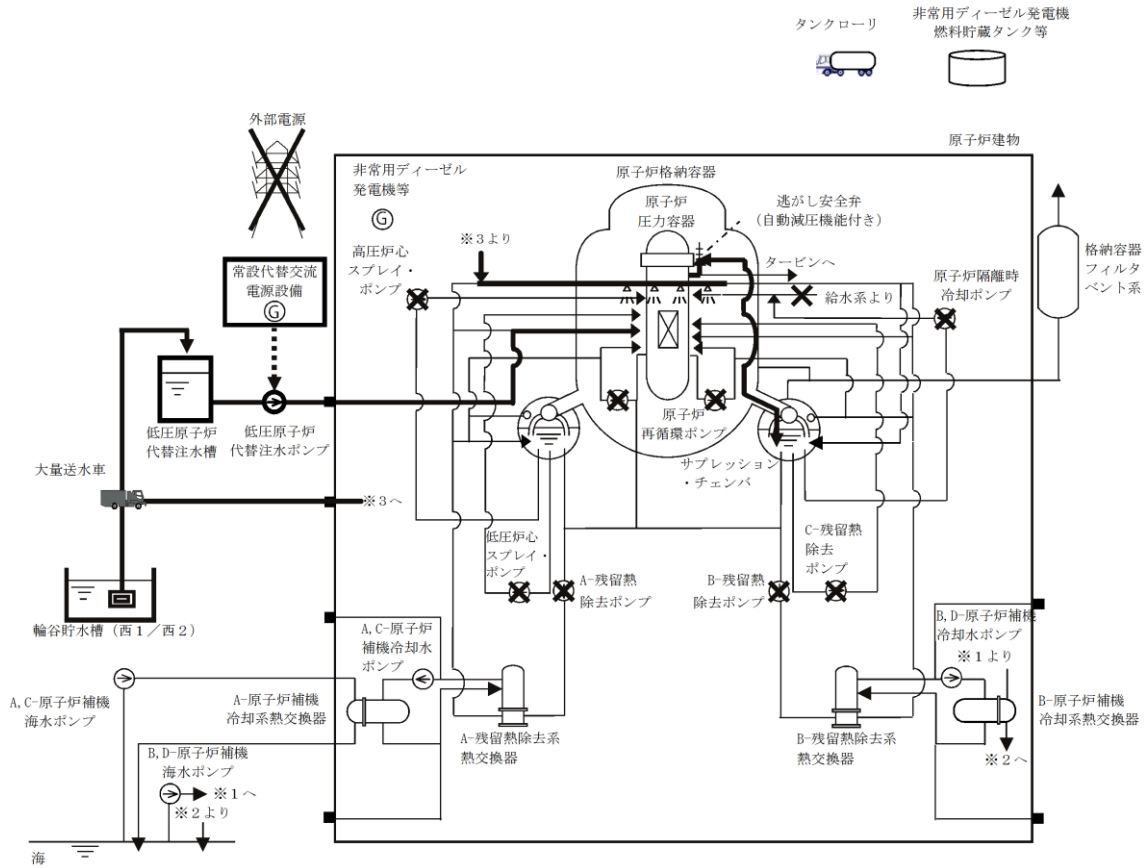 タンクローリ
非常用ディーゼル発電機
燃料貯蔵タンク等
外部電源
原子炉建物
非常用ディーゼル
発電機等
G
原子炉格納容器
原子炉
圧力容器
逃がし安全弁
(自動減圧機能付き)
※3より
高圧炉心
スプレイ・
ポンプ
タービンへ
給水系より
原子炉隔離時
冷却ポンプ
格納容器
フィルタ
ベント系
常設代替交流
電源設備
G
低圧原子炉
代替注水槽
低圧原子炉
代替注水ポンプ
原子炉
再循環ポンプ
サプレッション
・チェンバ
大量送水車
※3へ
低圧炉心
スプレイ・
ポンプ
A-残留熱
除去ポンプ
B-残留熱
除去ポンプ
C-残留熱
除去
ポンプ
輪谷貯水槽(西1/西2)
A,C-原子炉
補機冷却水
ポンプ
B,D-原子炉補機
冷却水ポンプ
※1より
A,C-原子炉補機
海水ポンプ
A-原子炉補機
冷却系熱交換器
A-残留熱除去系
熱交換器
B-残留熱除去系
熱交換器
B-原子炉補機
冷却系熱交換器
※2へ
B,D-原子炉補機
海水ポンプ
※1へ
※2より
海